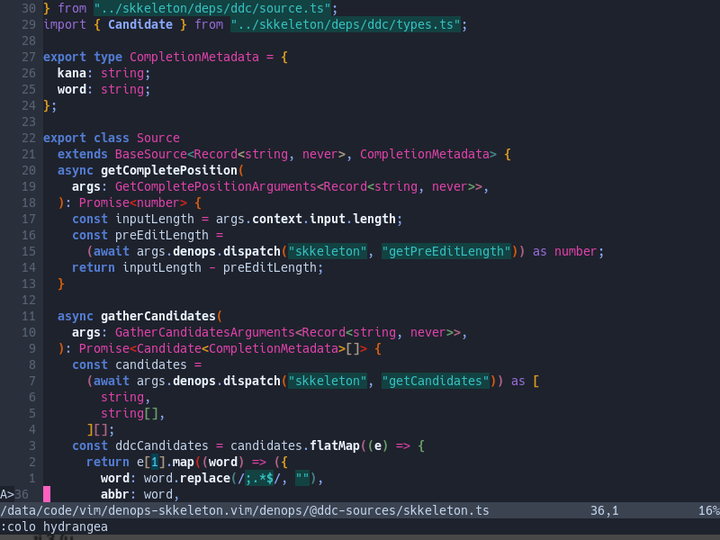 30 } from "../skkeleton/deps/ddc/source.ts";
29 import { Candidate } from "../skkeleton/deps/ddc/types.ts";
28
27 export type CompletionMetadata = {
26   kana: string;
25   word: string;
24 };
23
22 export class Source
21   extends BaseSource<Record<string, never>, CompletionMetadata> {
20   async getCompletePosition(
19     args: GetCompletePositionArguments<Record<string, never>>,
18   ): Promise<number> {
17     const inputLength = args.context.input.length;
16     const preEditLength =
15       (await args.denops.dispatch("skkeleton", "getPreEditLength")) as number;
14     return inputLength - preEditLength;
13   }
12
11   async gatherCandidates(
10     args: GatherCandidatesArguments<Record<string, never>>,
9   ): Promise<Candidate<CompletionMetadata>[]> {
8     const candidates =
7       (await args.denops.dispatch("skkeleton", "getCandidates")) as [
6         string,
5         string[],
4       ][];
3     const ddcCandidates = candidates.flatMap((e) => {
2       return e[1].map((word) => ({
1         word: word.replace(/;.*$/, ""),
A>36         abbr: word,
/data/code/vim/denops-skkeleton.vim/denops/@ddc-sources/skkeleton.ts 36,1 16%
:colo hydrangea